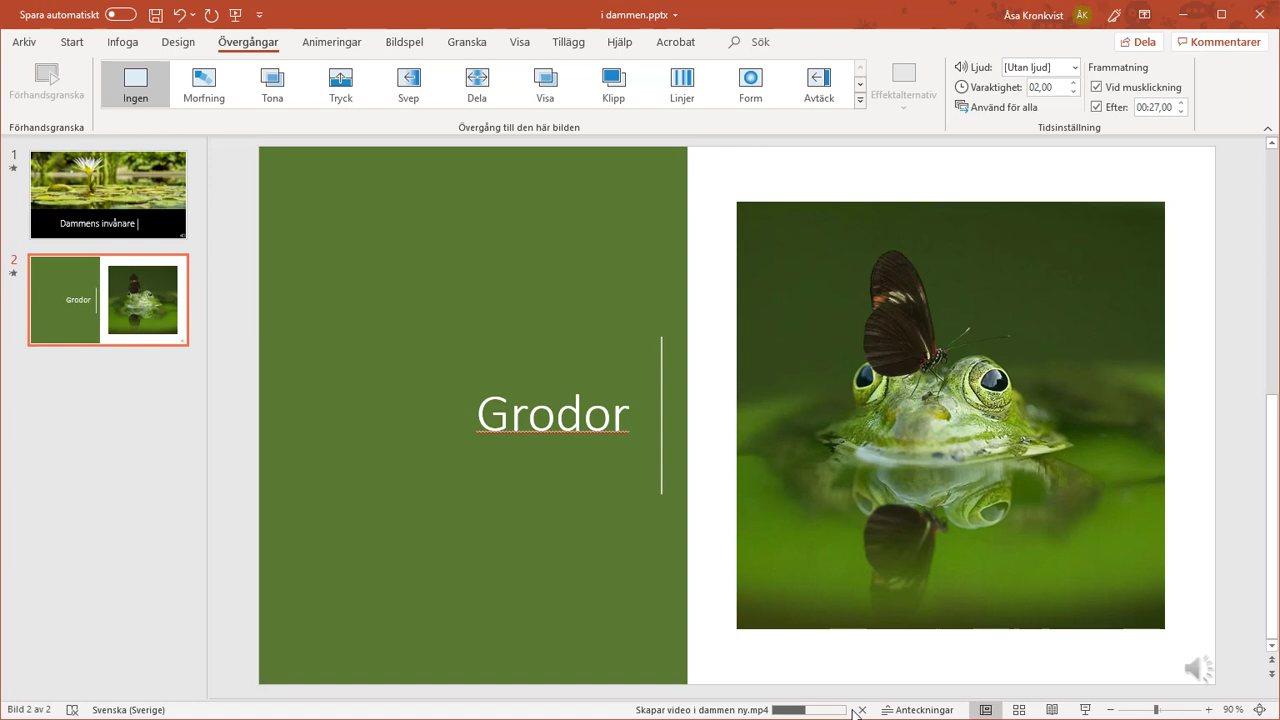 Spara automatiskt
i dammen.pptx
Åsa Kronkvist
ÅK
Arkiv
Start
Infoga
Design
Övergångar
Animeringar
Bildspel
Granska
Visa
Tillägg
Hjälp
Acrobat
Sök
Dela
Kommentarer
Förhandsgranska
Förhandsgranska
Ingen
Morfning
Tona
Tryck
Svep
Dela
Visa
Klipp
Linjer
Form
Avtäck
Övergång till den här bilden
Effektalternativ
Ljud: [Utan ljud]
Varaktighet: 02,00
Använd för alla
Frammatning
Vid musklickning
Efter: 00:27,00
Tidsinställning
1
Dammens invånare
2
Grodor
Grodor
Bild 2 av 2
Svenska (Sverige)
Skapar video i dammen ny.mp4
Anteckningar
90 %